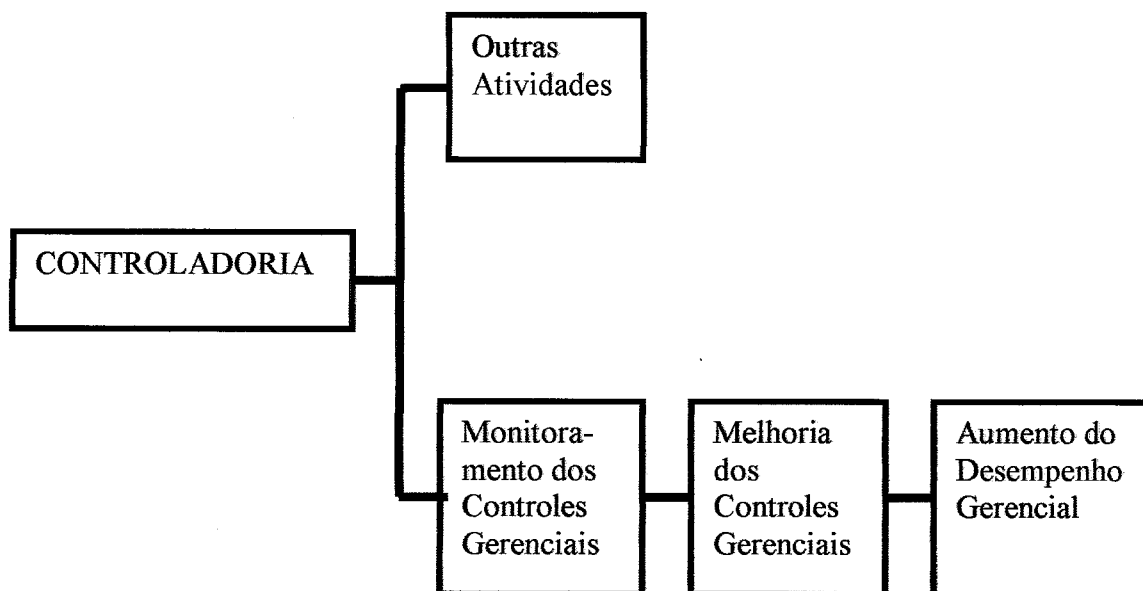 Outras
Atividades
CONTROLADORIA
Monitora-
mento dos
Controles
Gerenciais
Melhoria
dos
Controles
Gerenciais
Aumento do
Desempenho
Gerencial